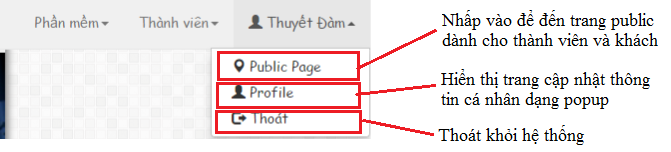 Phần mềm Thành viên Thuyết Đàm
Public Page
Profile
Thoát
Nhấp vào để đến trang public
dành cho thành viên và khách
Hiển thị trang cập nhật thông
tin cá nhân dạng popup
Thoát khỏi hệ thống